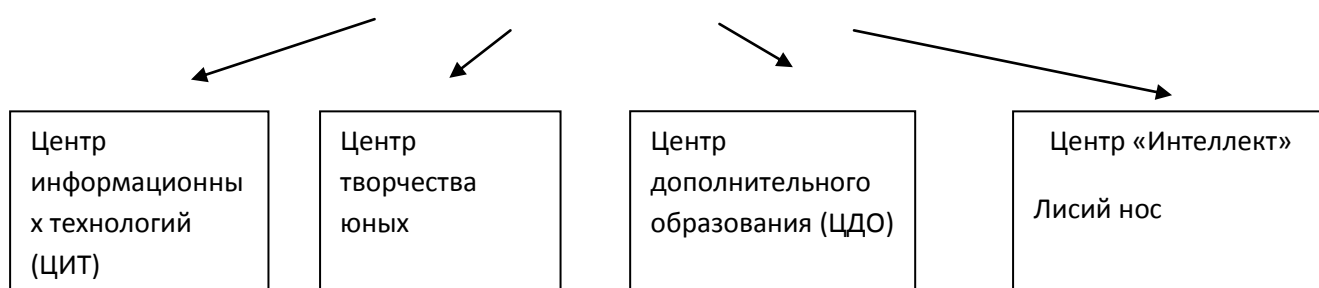 Центр
информационны
х технологий
(ЦИТ)
Центр
творчества
юных
Центр
дополнительного
образования (ЦДО)
Центр «Интеллект»
Лисий нос